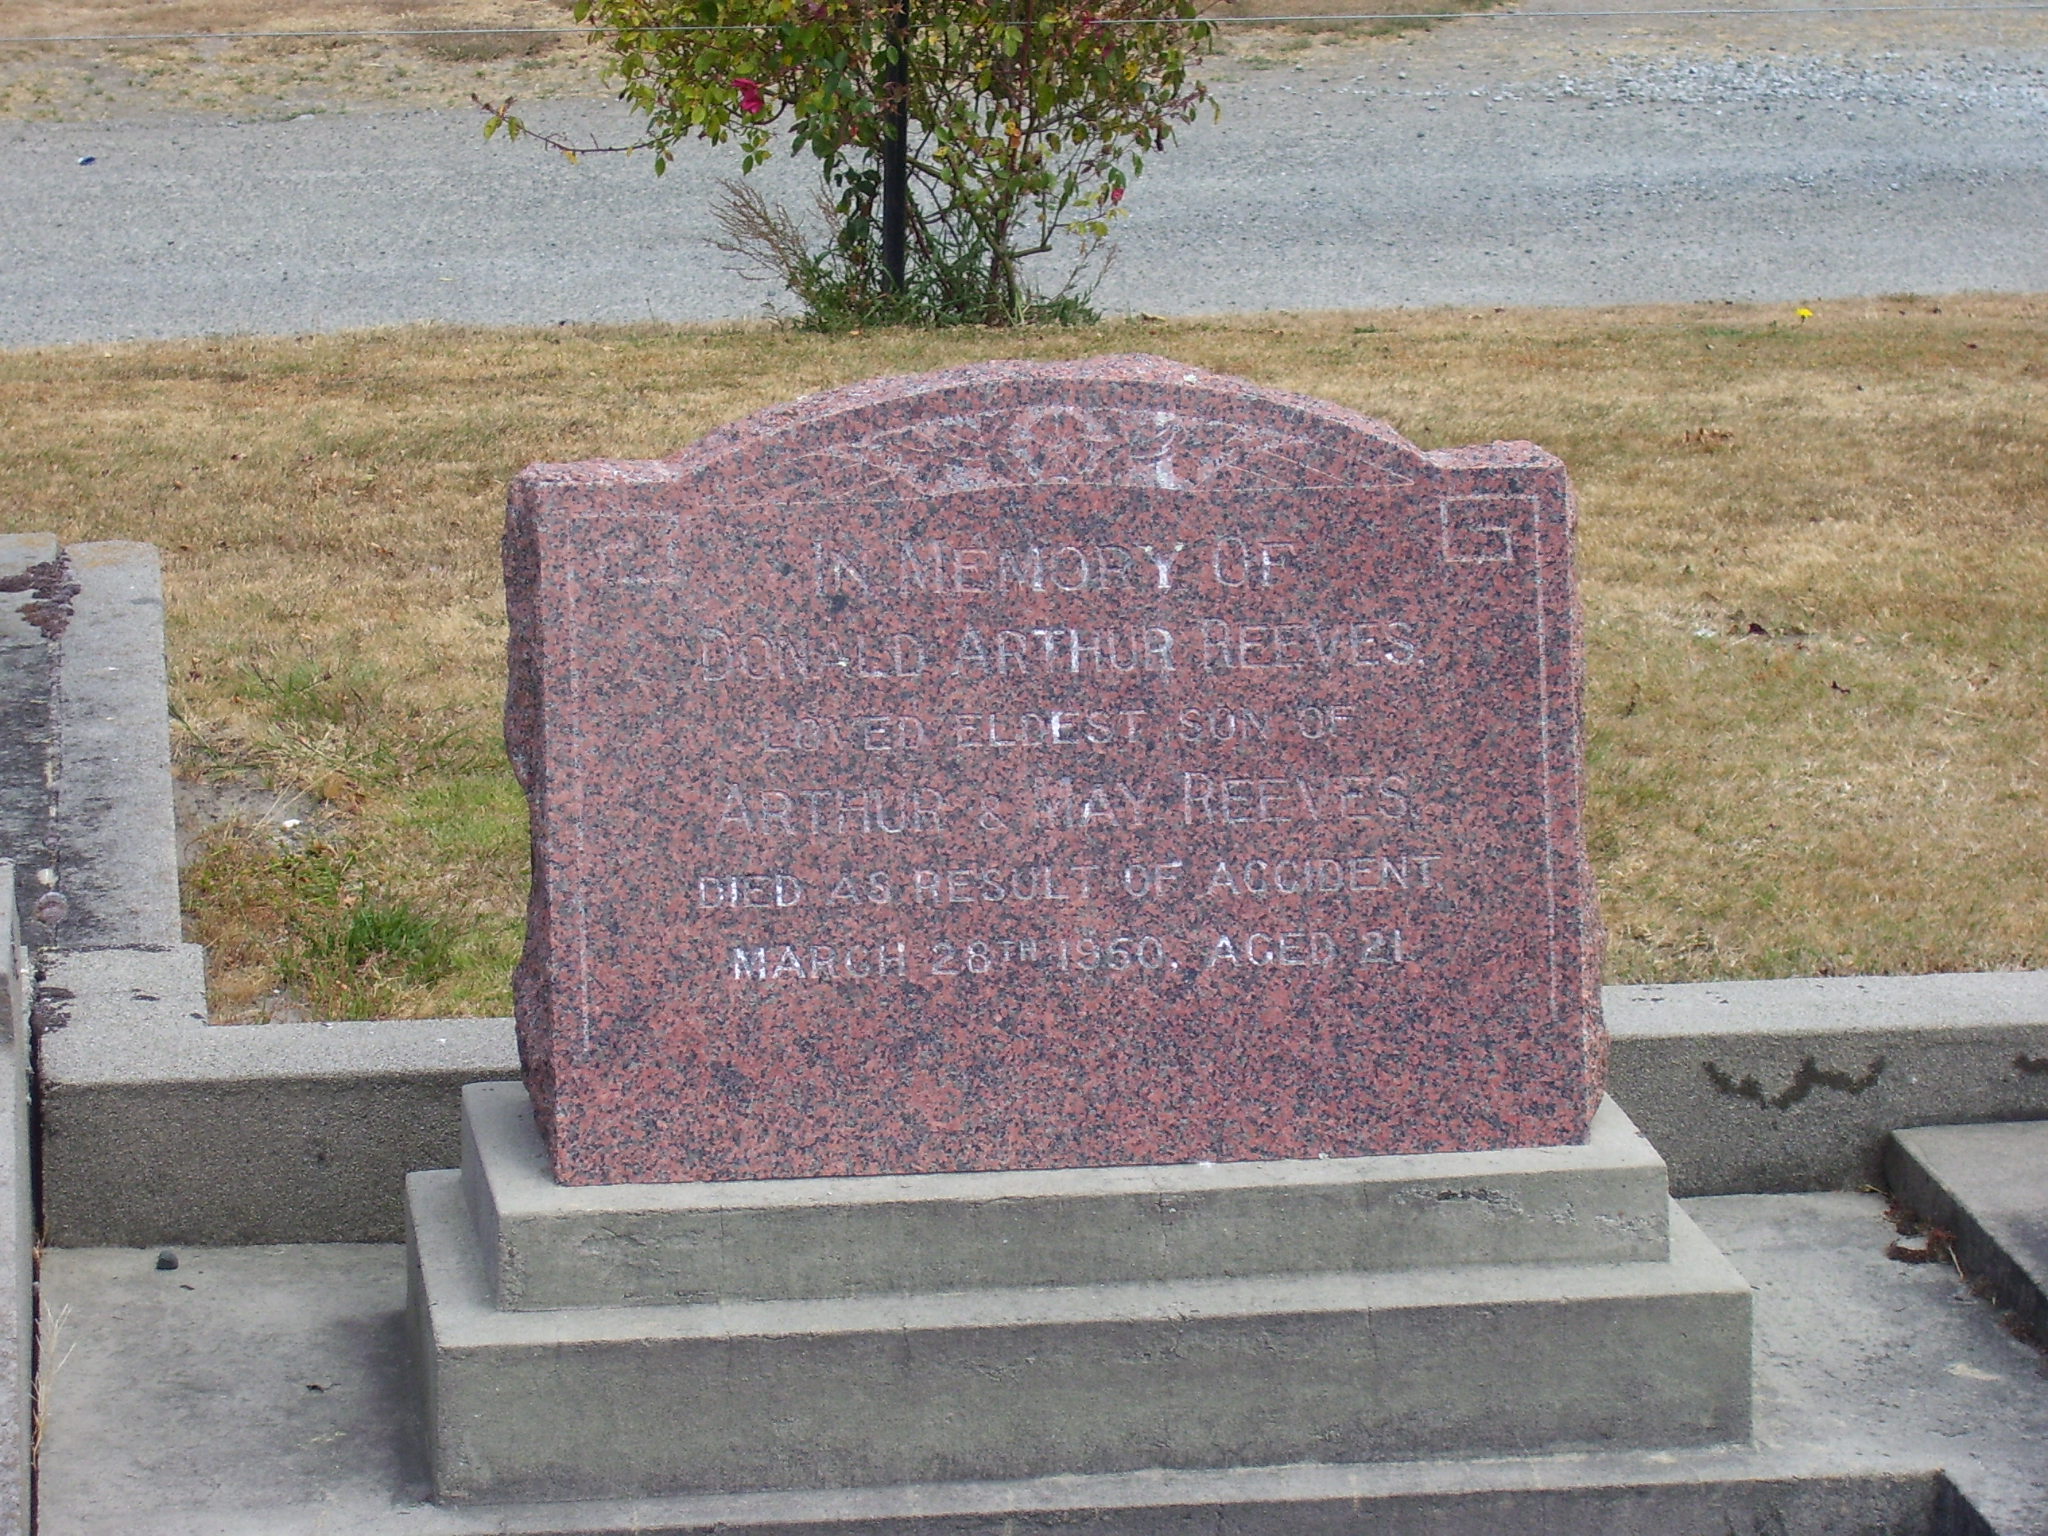 IN MEMORY OF
DONALD ARTHUR REEVES.
LOVED ELDEST SON OF
ARTHUR & MAY REEVES.
DIED AS RESULT OF ACCIDENT
MARCH 28TH 1950. AGED 21.